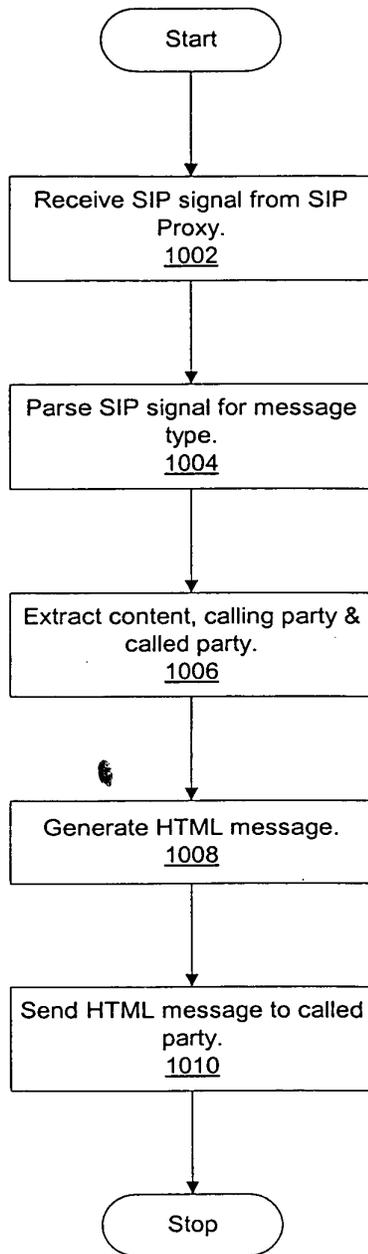 Start
Receive SIP signal from SIP
Proxy.
1002
Parse SIP signal for message
type.
1004
Extract content, calling party &
called party.
1006
Generate HTML message.
1008
Send HTML message to called
party.
1010
Stop